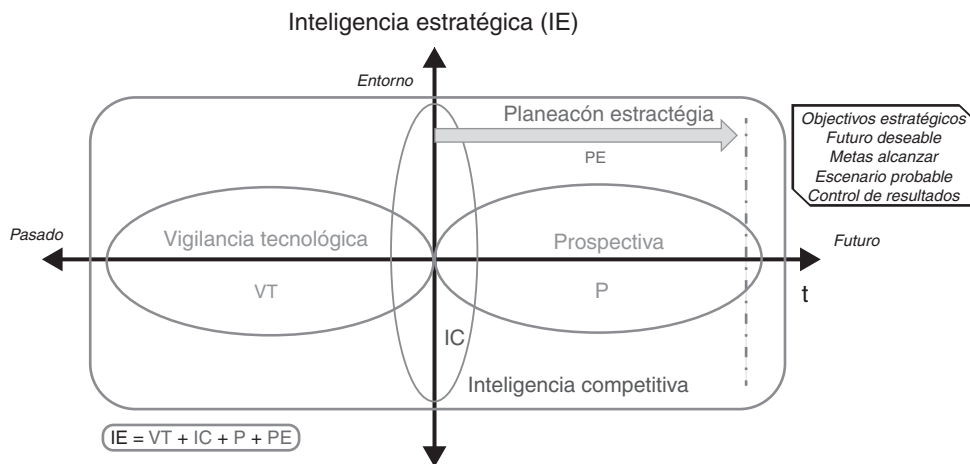 Inteligencia estratégica (IE)
Entorno
Planeacón estractégia
PE
Objectivos estratégicos
Futuro deseable
Metas alcanzar
Escenario probable
Control de resultados
Pasado
Vigilancia tecnológica
Prospectiva
Futuro
VT
P
t
IC
Inteligencia competitiva
IE = VT + IC + P + PE